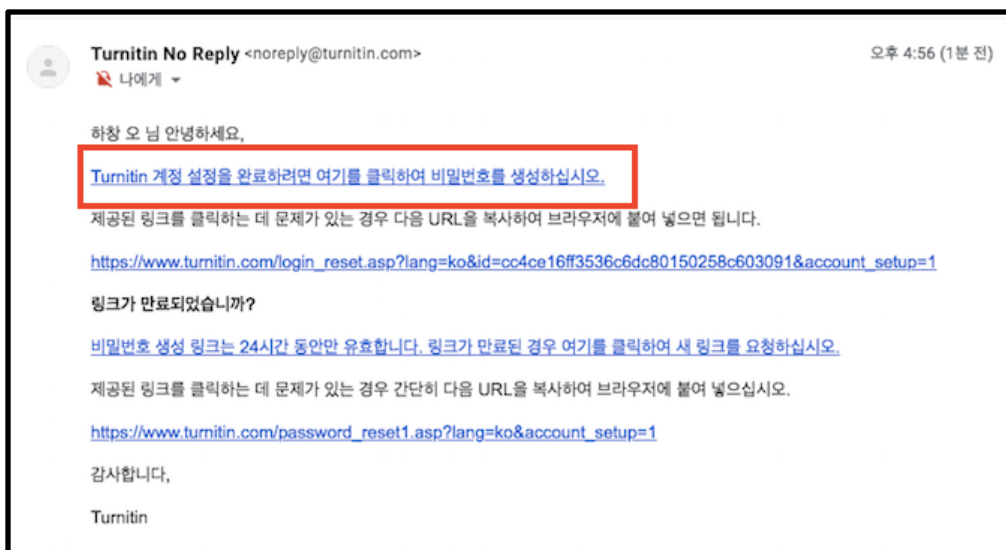 Turnitin No Reply <noreply@turnitin.com>
오후 4:56 (1분 전)
나에게
하창 오 님 안녕하세요,
Turnitin 계정 설정을 완료하려면 여기를 클릭하여 비밀번호를 생성하십시오.
제공된 링크를 클릭하는 데 문제가 있는 경우 다음 URL을 복사하여 브라우저에 붙여 넣으면 됩니다.
https://www.turnitin.com/login_reset.asp?lang=ko&id=cc4ce16ff3536c6dc80150258c603091&account_setup=1
링크가 만료되었습니까?
비밀번호 생성 링크는 24시간 동안만 유효합니다. 링크가 만료된 경우 여기를 클릭하여 새 링크를 요청하십시오.
제공된 링크를 클릭하는 데 문제가 있는 경우 간단히 다음 URL을 복사하여 브라우저에 붙여 넣으십시오.
https://www.turnitin.com/password_reset1.asp?lang=ko&account_setup=1
감사합니다,
Turnitin